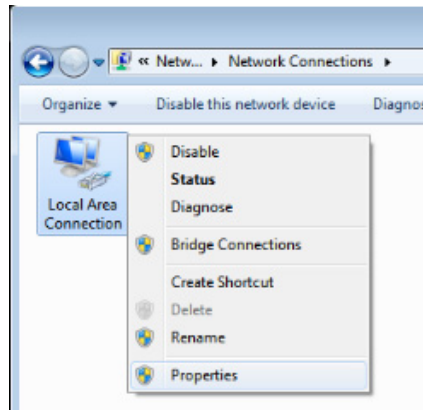 « Netw... ▸ Network Connections ▸
Organize ▾ Disable this network device Diagnos
Local Area
Connection
Disable
Status
Diagnose
Bridge Connections
Create Shortcut
Delete
Rename
Properties